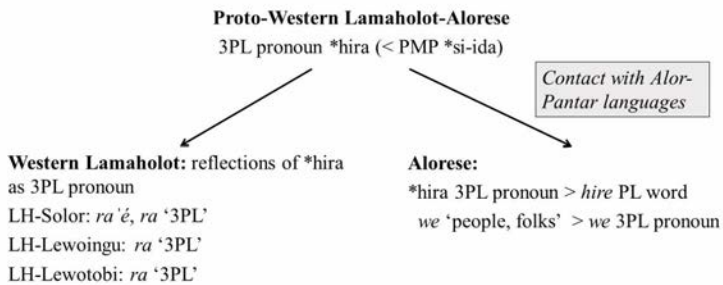 Proto-Western Lamaholot-Alorese
3PL pronoun *hira (< PMP *si-ida)
Contact with Alor-
Pantar languages
Western Lamaholot: reflections of *hira
as 3PL pronoun
LH-Solor: ra'é, ra ‘3PL’
LH-Lewoingu: ra ‘3PL’
LH-Lewotobi: ra ‘3PL’
Alorese:
*hira 3PL pronoun > hire PL word
we ‘people, folks’ > we 3PL pronoun